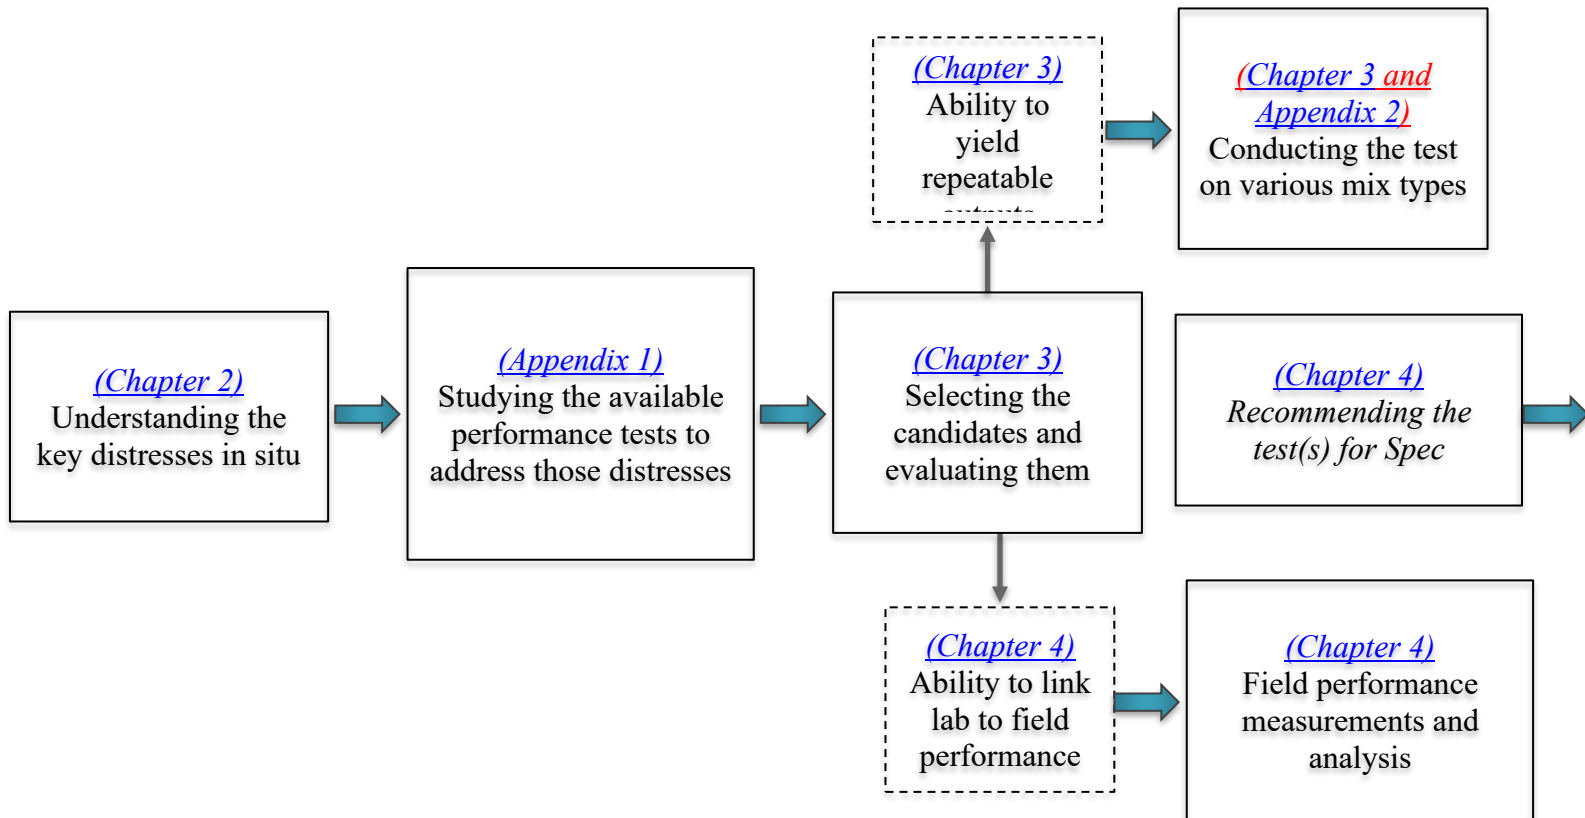 (Chapter 2)
Understanding the
key distresses in situ
(Appendix 1)
Studying the available
performance tests to
address those distresses
(Chapter 3)
Ability to
yield
repeatable
(Chapter 3 and
Appendix 2)
Conducting the test
on various mix types
(Chapter 3)
Selecting the
candidates and
evaluating them
(Chapter 4)
Recommending the
test(s) for Spec
(Chapter 4)
Ability to link
lab to field
performance
(Chapter 4)
Field performance
measurements and
analysis